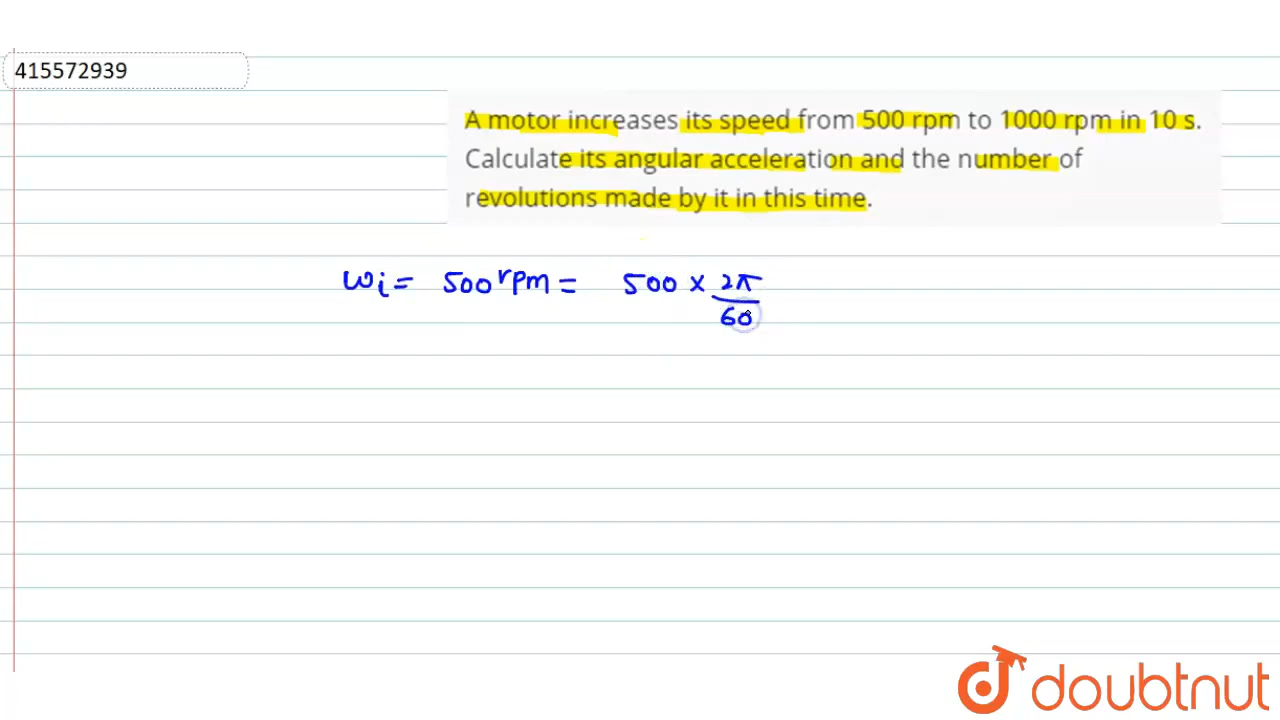 415572939
A motor increases its speed from 500 rpm to 1000 rpm in 10 s.
Calculate its angular acceleration and the number of
revolutions made by it in this time.
ωi = 500 rpm = 500 × 2π/60
doubtnut